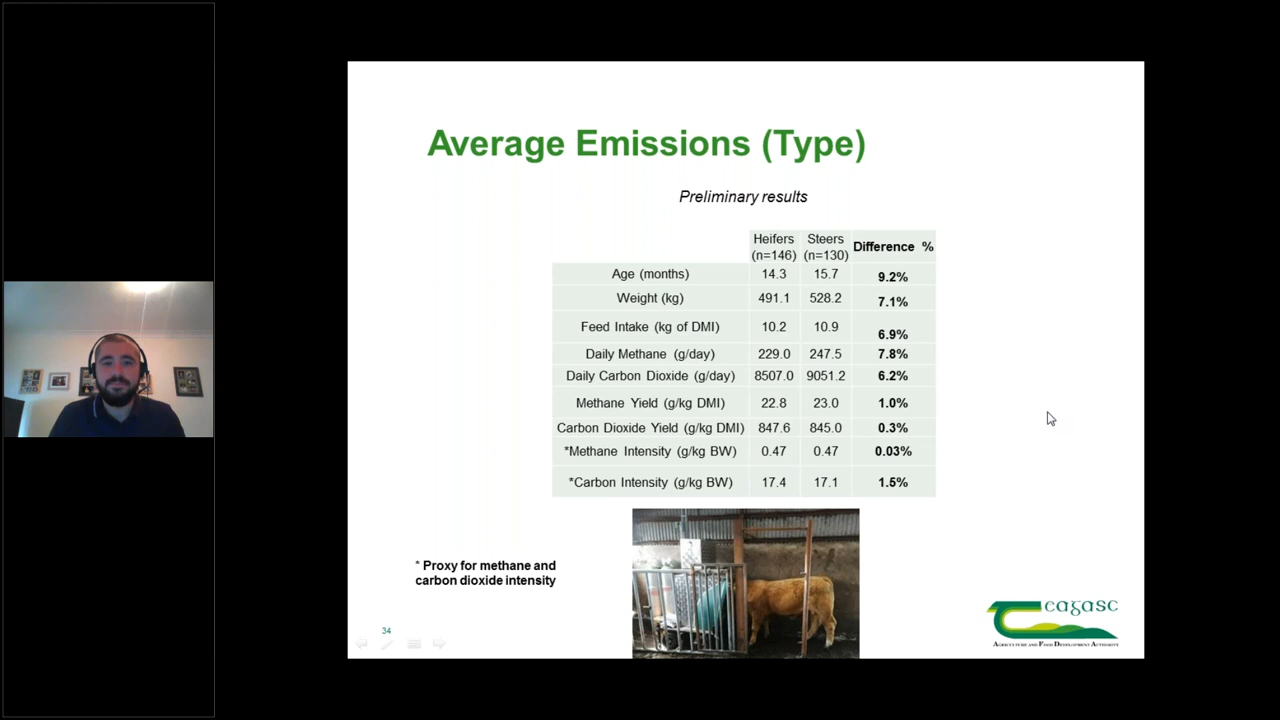 Average Emissions (Type)
Preliminary results
Heifers (n=146) Steers (n=130) Difference %
Age (months) 14.3 15.7 9.2%
Weight (kg) 491.1 528.2 7.1%
Feed Intake (kg of DMI) 10.2 10.9 6.9%
Daily Methane (g/day) 229.0 247.5 7.8%
Daily Carbon Dioxide (g/day) 8507.0 9051.2 6.2%
Methane Yield (g/kg DMI) 22.8 23.0 1.0%
Carbon Dioxide Yield (g/kg DMI) 847.6 845.0 0.3%
*Methane Intensity (g/kg BW) 0.47 0.47 0.03%
*Carbon Intensity (g/kg BW) 17.4 17.1 1.5%
* Proxy for methane and
carbon dioxide intensity
34
teagasc
Agriculture and Food Development Authority